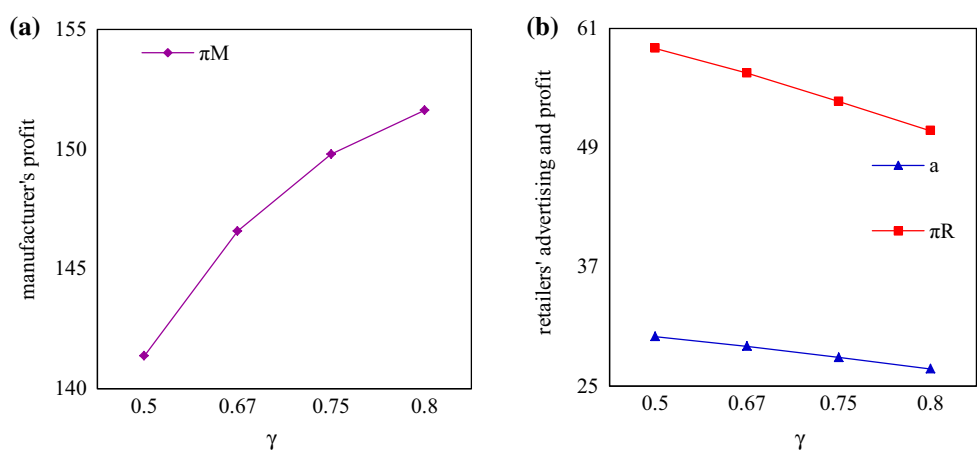 (a)
155
150
145
140
manufacturer's profit
πM
0.5 0.67 0.75 0.8
γ
(b)
61
49
37
25
retailers' advertising and profit
a
πR
0.5 0.67 0.75 0.8
γ